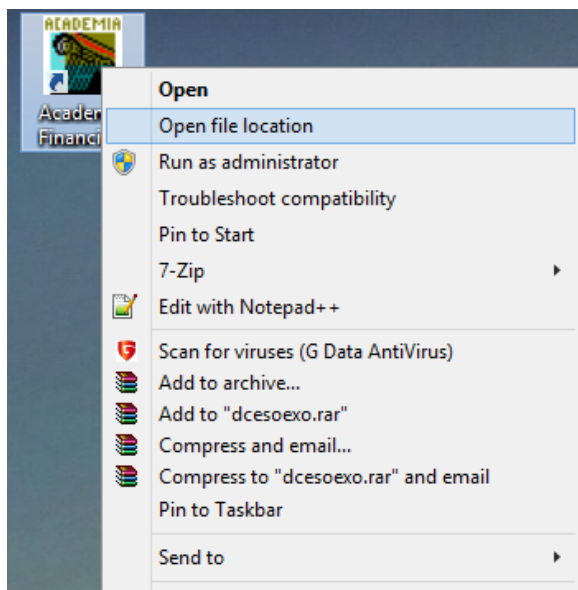 ACADEMIA
Open
Open file location
Run as administrator
Troubleshoot compatibility
Pin to Start
7-Zip
Edit with Notepad++
Scan for viruses (G Data AntiVirus)
Add to archive...
Add to "dcesoexo.rar"
Compress and email...
Compress to "dcesoexo.rar" and email
Pin to Taskbar
Send to